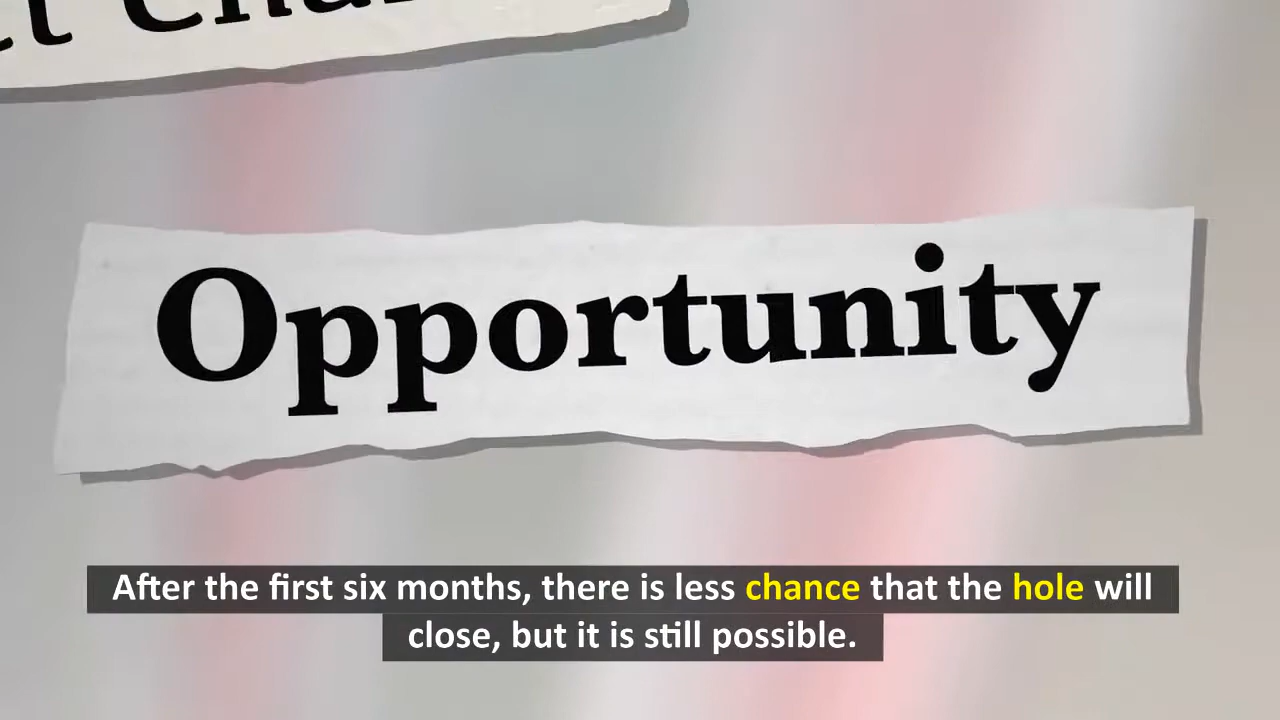 Opportunity
After the first six months, there is less chance that the hole will
close, but it is still possible.